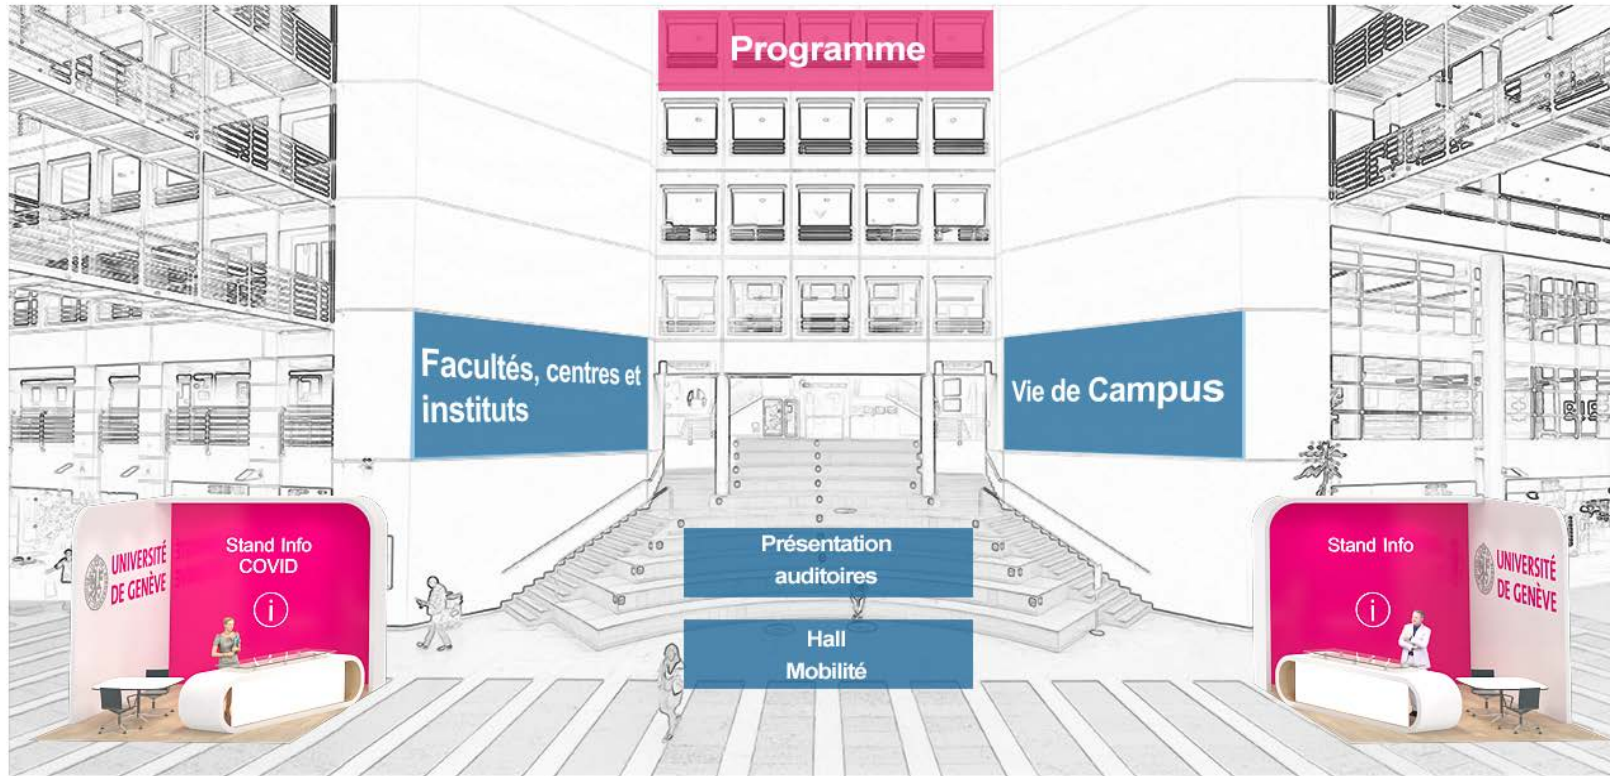 Programme
Facultés, centres et
instituts
Vie de Campus
Présentation
auditoires
Hall
Mobilité
UNIVERSITÉ
DE GENÈVE
Stand Info
COVID
i
Stand Info
i
UNIVERSITÉ
DE GENÈVE